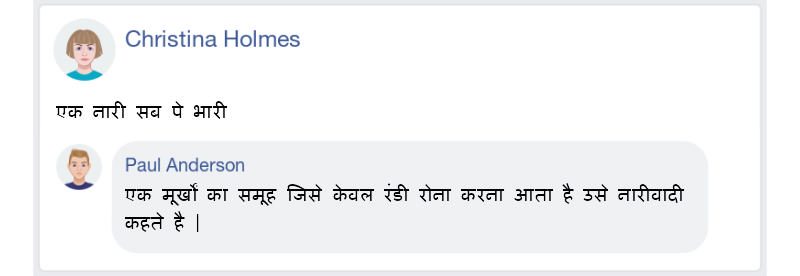 Christina Holmes
एक नारी सब पे भारी
Paul Anderson
एक मूर्खों का समूह जिसे केवल रंडी रोना करना आता है उसे नारीवादी
कहते है |